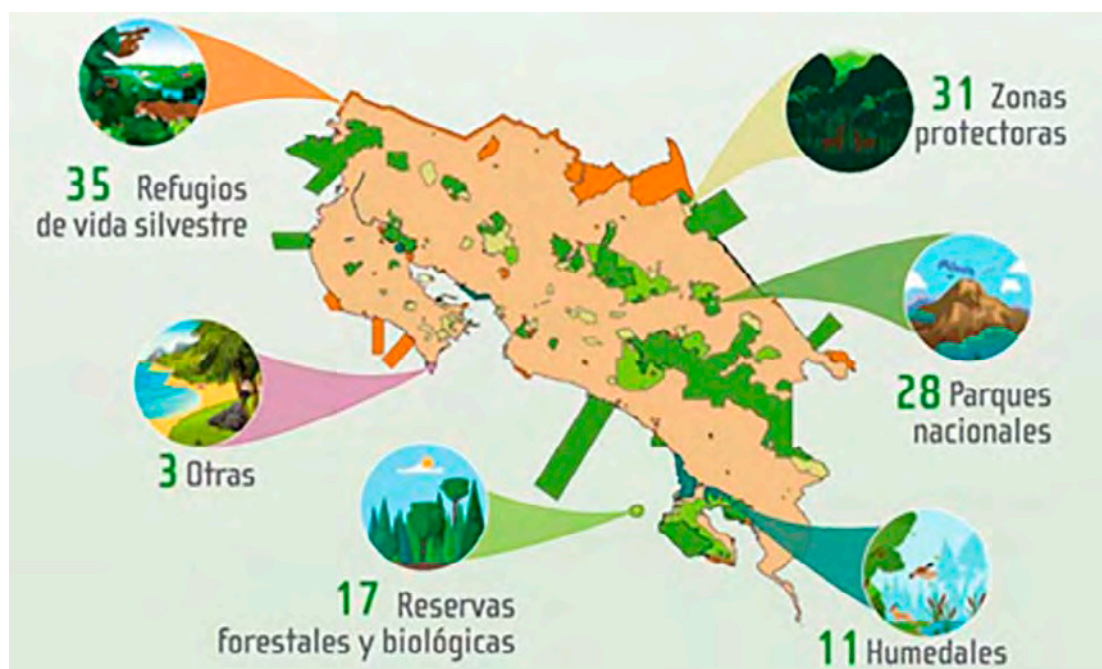 35 Refugios
de vida silvestre
31 Zonas
protectoras
28 Parques
nacionales
3 Otras
17 Reservas
forestales y biológicas
11 Humedales